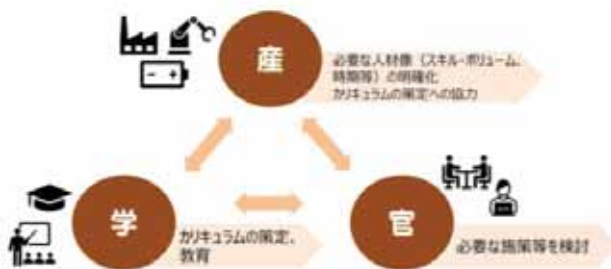 産
必要な人材像（スキル・ボリューム、
時期等）の明確化
カリキュラムの策定への協力
学
カリキュラムの策定、
教育
官
必要な施策等を検討